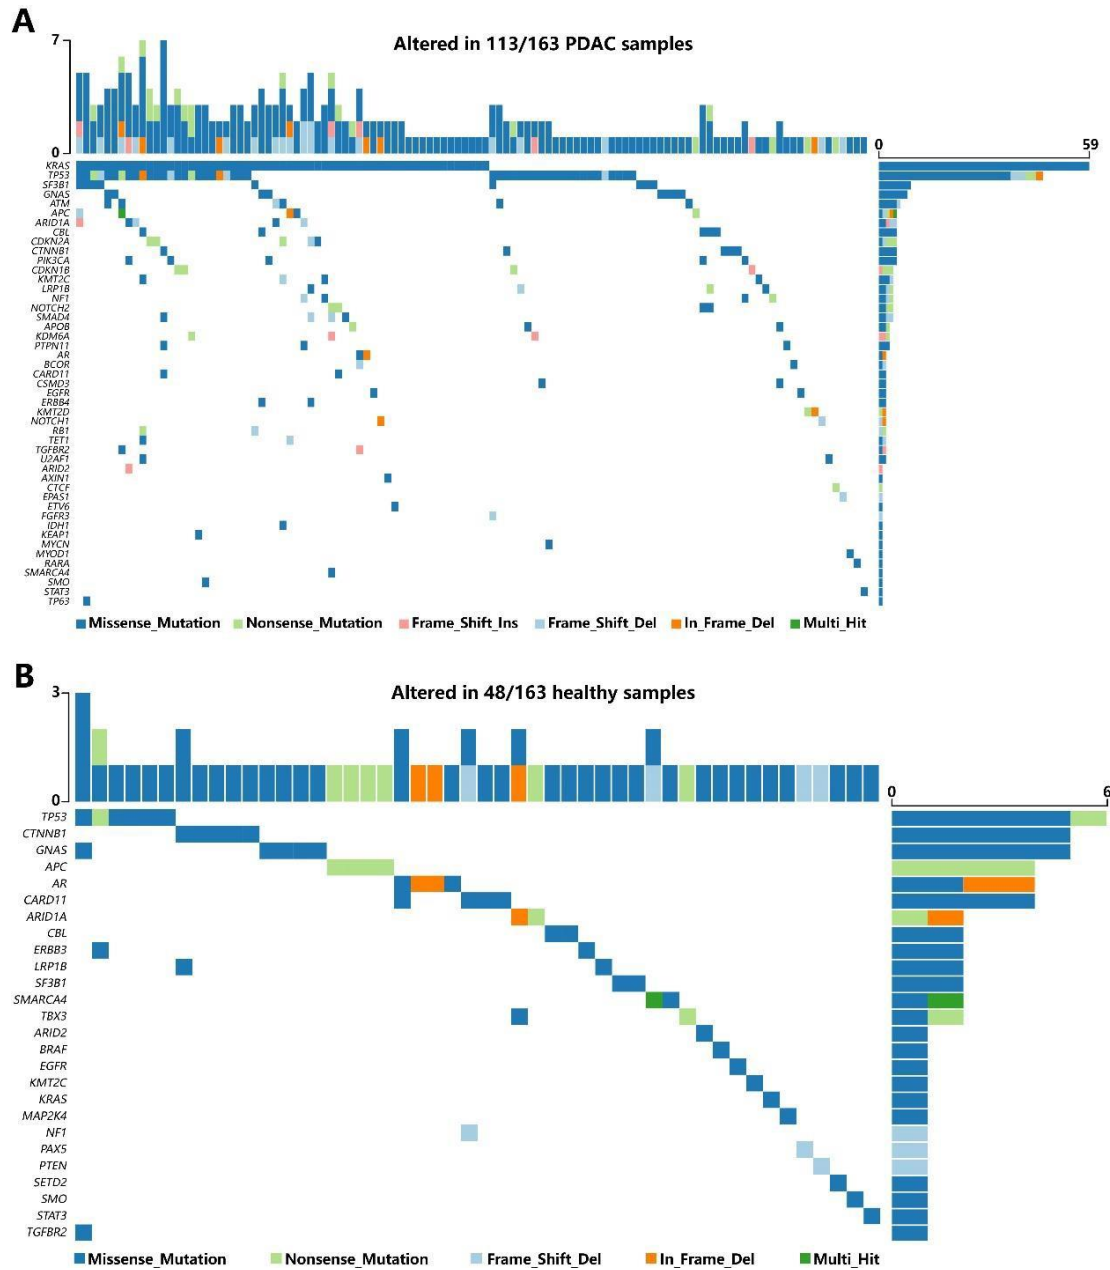 A
Altered in 113/163 PDAC samples
7
0
0 59
KRAS
TP53
SF3B1
GNAS
ATM
APC
ARID1A
CBL
CDKN2A
CTNNB1
PIK3CA
CDKN1B
KMT2C
LRP1B
NF1
NOTCH2
SMAD4
APOB
KDM6A
PTPN11
AR
BCOR
CARD11
CSMD3
EGFR
ERBB4
KMT2D
NOTCH1
RB1
TET1
TGFBR2
U2AF1
ARID2
AXIN1
CTCF
EPAS1
ETV6
FGFR3
IDH1
KEAP1
MYCN
MYOD1
RARA
SMARCA4
SMO
STAT3
TP63
Missense_Mutation Nonsense_Mutation Frame_Shift_Ins Frame_Shift_Del In_Frame_Del Multi_Hit
B
Altered in 48/163 healthy samples
3
0
0 6
TP53
CTNNB1
GNAS
APC
AR
CARD11
ARID1A
CBL
ERBB3
LRP1B
SF3B1
SMARCA4
TBX3
ARID2
BRAF
EGFR
KMT2C
KRAS
MAP2K4
NF1
PAX5
PTEN
SETD2
SMO
STAT3
TGFBR2
Missense_Mutation Nonsense_Mutation Frame_Shift_Del In_Frame_Del Multi_Hit